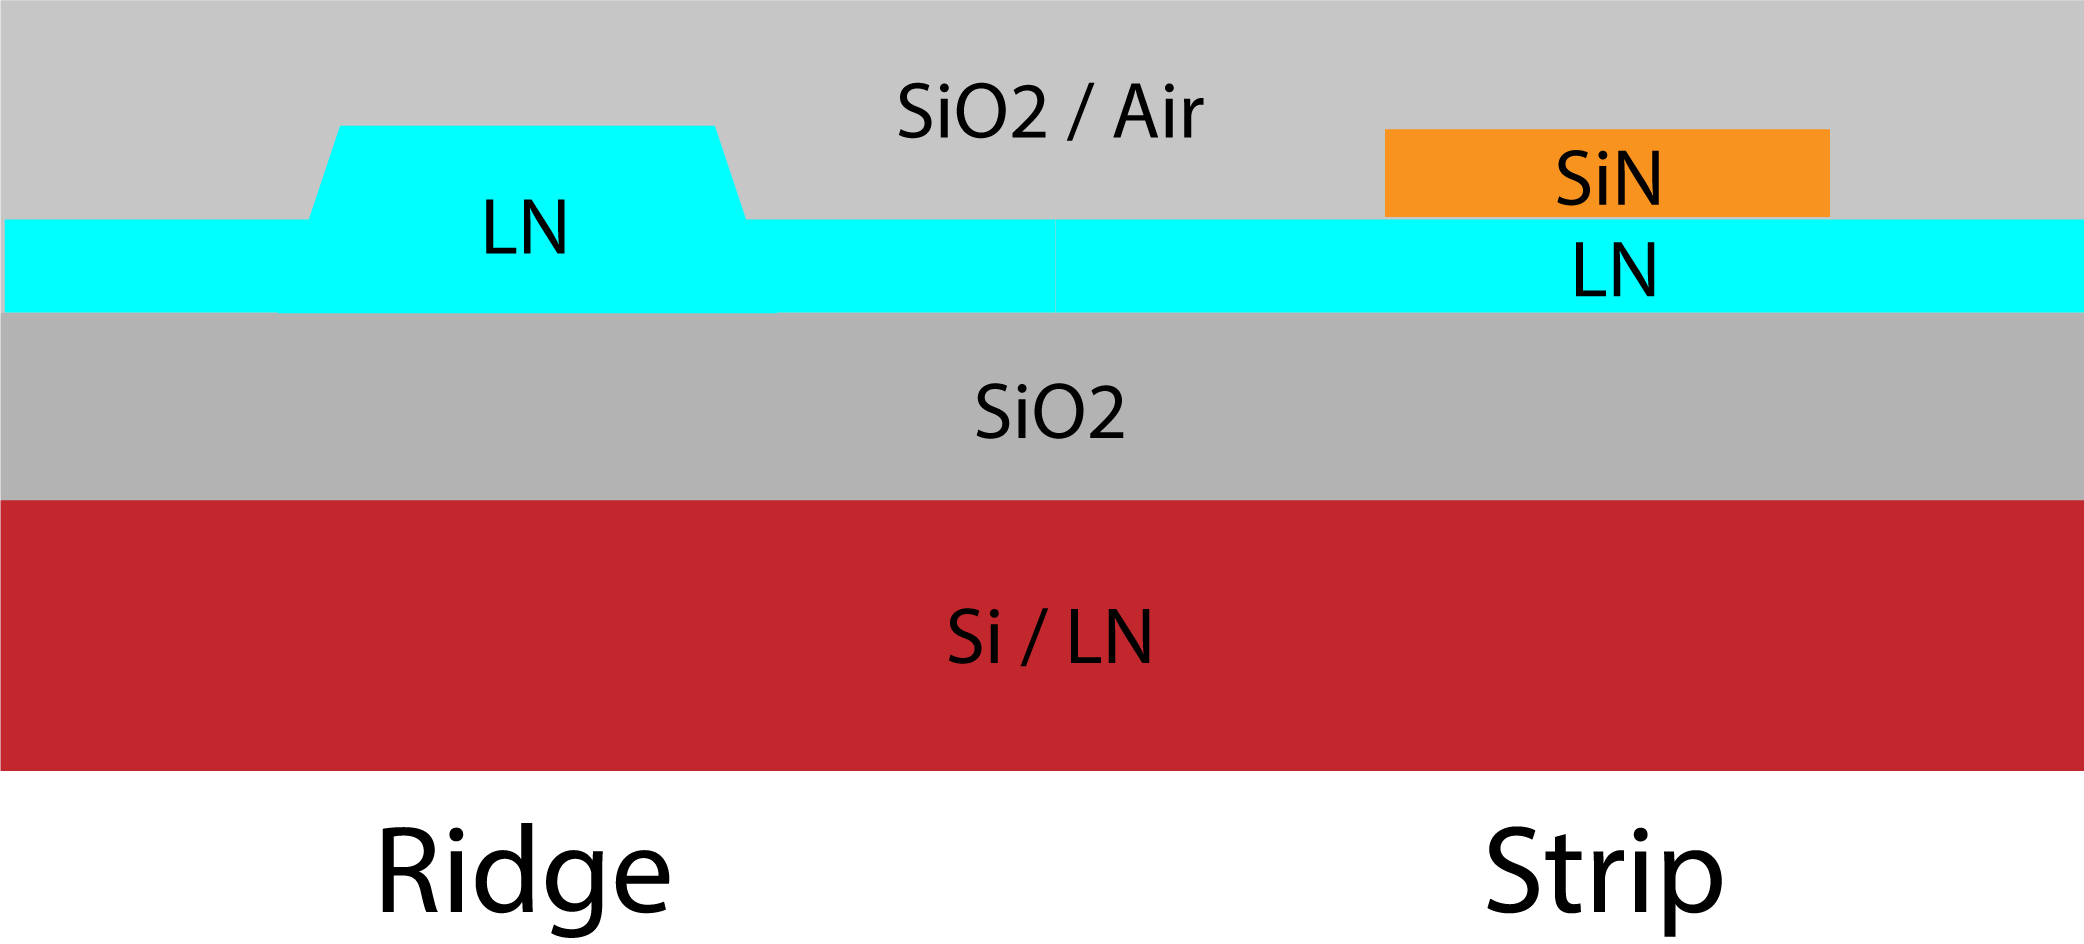 SiO2 / Air
SiN
LN
LN
SiO2
Si / LN
Ridge
Strip